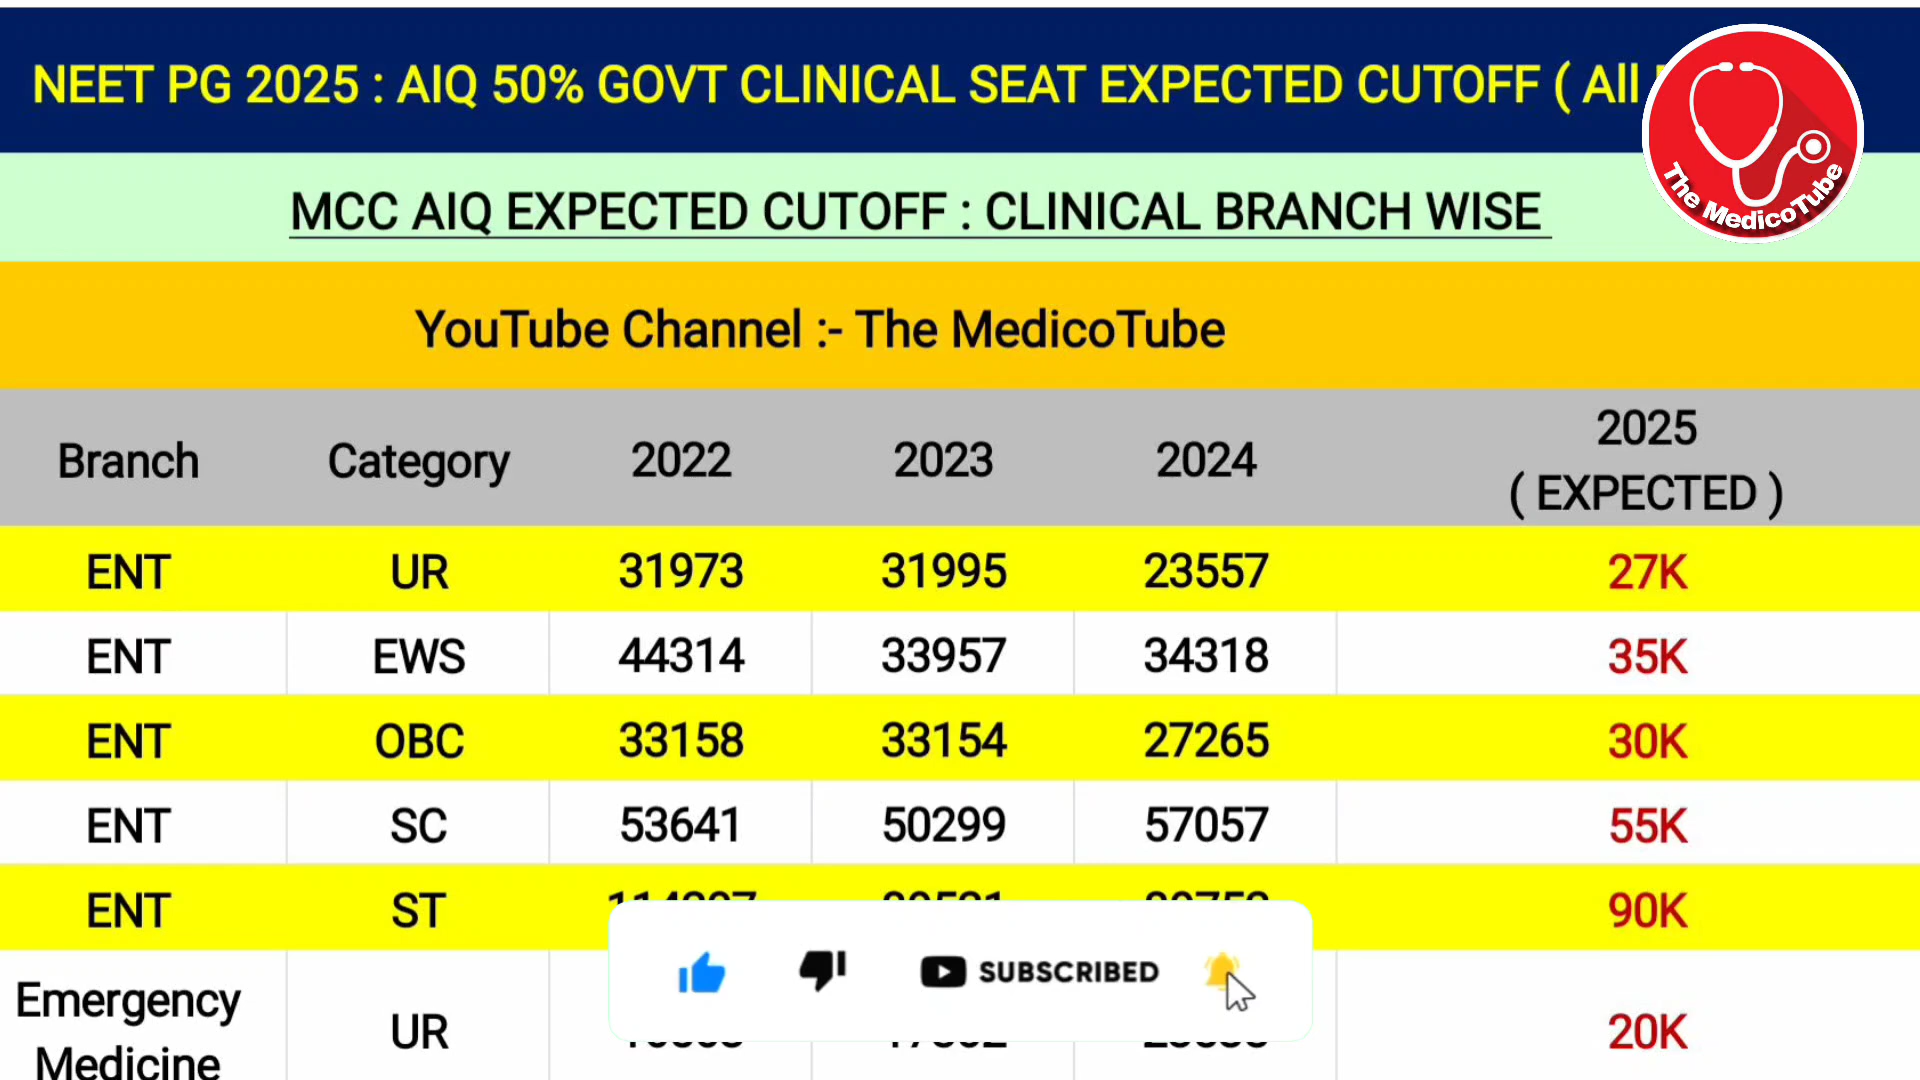 NEET PG 2025 : AIQ 50% GOVT CLINICAL SEAT EXPECTED CUTOFF ( All
The MedicoTube
MCC AIQ EXPECTED CUTOFF : CLINICAL BRANCH WISE
YouTube Channel :- The MedicoTube
Branch Category 2022 2023 2024 2025 ( EXPECTED )
ENT UR 31973 31995 23557 27K
ENT EWS 44314 33957 34318 35K
ENT OBC 33158 33154 27265 30K
ENT SC 53641 50299 57057 55K
ENT ST 90K
Emergency Medicine UR 20K
SUBSCRIBED